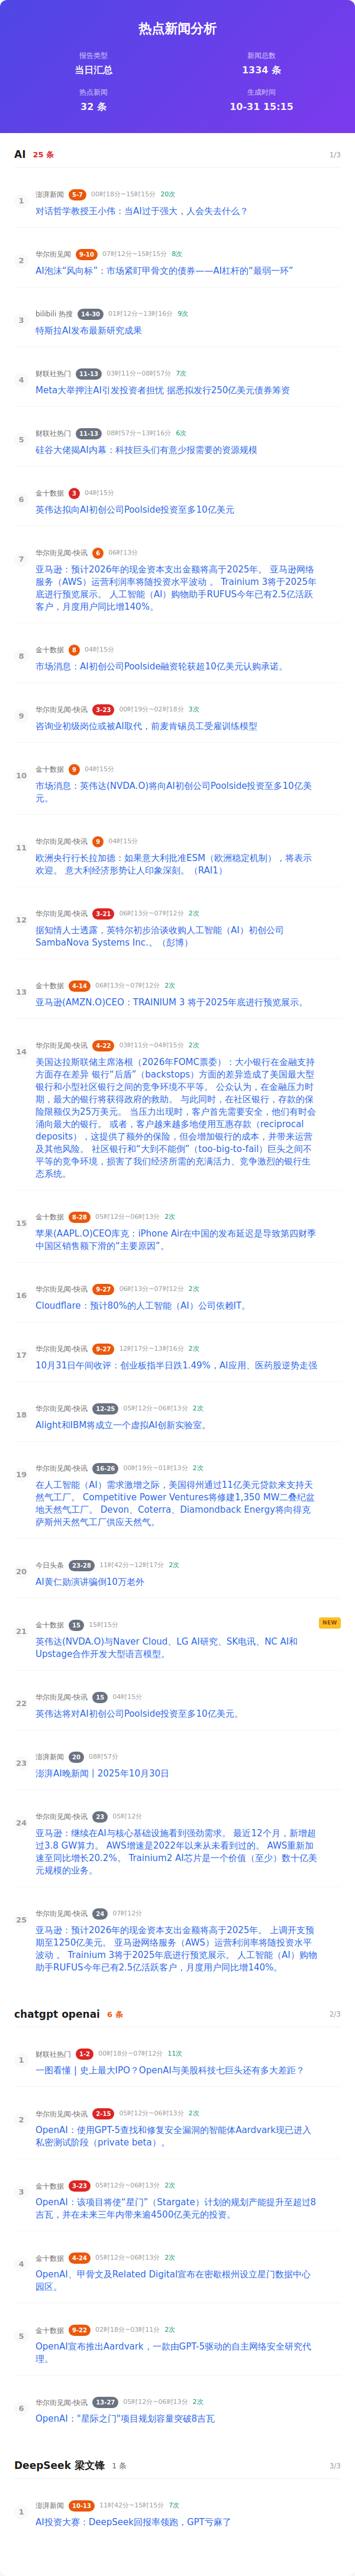 热点新闻分析
报告类型
当日汇总
新闻总数
1334 条
热点新闻
32 条
生成时间
10-31 15:15
AI 25 条 1/3
1
澎湃新闻 5-7 00时18分~15时15分 20次
对话哲学教授王小伟：当AI过于强大，人会失去什么？
2
华尔街见闻 9-10 07时12分~15时15分 8次
AI泡沫“风向标”：市场紧盯甲骨文的债券——AI杠杆的“最弱一环”
3
bilibili 热搜 14-30 01时12分~13时16分 9次
特斯拉AI发布最新研究成果
4
财联社热门 11-13 03时11分~08时57分 7次
Meta大举押注AI引发投资者担忧 据悉拟发行250亿美元债券筹资
5
财联社热门 11-13 08时57分~13时16分 6次
硅谷大佬揭AI内幕：科技巨头们有意少报需要的资源规模
6
金十数据 3 04时15分
英伟达拟向AI初创公司Poolside投资至多10亿美元
7
华尔街见闻-快讯 6 06时13分
亚马逊：预计2026年的现金资本支出金额将高于2025年。 亚马逊网络
服务（AWS）运营利润率将随投资水平波动 。 Trainium 3将于2025年
底进行预览展示。 人工智能（AI）购物助手RUFUS今年已有2.5亿活跃
客户，月度用户同比增140%。
8
金十数据 8 04时15分
市场消息：AI初创公司Poolside融资轮获超10亿美元认购承诺。
9
华尔街见闻-快讯 3-23 00时19分~02时18分 3次
咨询业初级岗位或被AI取代，前麦肯锡员工受雇训练模型
10
金十数据 9 04时15分
市场消息：英伟达(NVDA.O)将向AI初创公司Poolside投资至多10亿美
元。
11
华尔街见闻-快讯 9 04时15分
欧洲央行行长拉加德：如果意大利批准ESM（欧洲稳定机制），将表示
欢迎。 意大利经济形势让人印象深刻。（RAI1）
12
华尔街见闻-快讯 3-21 06时13分~07时12分 2次
据知情人士透露，英特尔初步洽谈收购人工智能（AI）初创公司
SambaNova Systems Inc.。（彭博）
13
金十数据 4-14 06时13分~07时12分 2次
亚马逊(AMZN.O)CEO：TRAINIUM 3 将于2025年底进行预览展示。
14
华尔街见闻-快讯 4-22 03时11分~04时15分 2次
美国达拉斯联储主席洛根（2026年FOMC票委）：大小银行在金融支持
方面存在差异 银行“后盾”（backstops）方面的差异造成了美国最大型
银行和小型社区银行之间的竞争环境不平等。 公众认为，在金融压力时
期，最大的银行将获得政府的救助。 与此同时，在社区银行，存款的保
险限额仅为25万美元。 当压力出现时，客户首先需要安全，他们有时会
涌向最大的银行。 或者，客户越来越多地使用互惠存款（reciprocal
deposits），这提供了额外的保险，但会增加银行的成本，并带来运营
及其他风险。 社区银行和“大到不能倒”（too-big-to-fail）巨头之间不
平等的竞争环境，损害了我们经济所需的充满活力、竞争激烈的银行生
态系统。
15
金十数据 8-28 05时12分~06时13分 2次
苹果(AAPL.O)CEO库克：iPhone Air在中国的发布延迟是导致第四财季
中国区销售额下滑的“主要原因”。
16
华尔街见闻-快讯 9-27 06时13分~07时12分 2次
Cloudflare：预计80%的人工智能（AI）公司依赖IT。
17
华尔街见闻-快讯 9-27 12时17分~13时16分 2次
10月31日午间收评：创业板指半日跌1.49%，AI应用、医药股逆势走强
18
华尔街见闻-快讯 12-25 05时12分~06时13分 2次
Alight和IBM将成立一个虚拟AI创新实验室。
19
华尔街见闻-快讯 16-26 00时19分~01时13分 2次
在人工智能（AI）需求激增之际，美国得州通过11亿美元贷款来支持天
然气工厂。 Competitive Power Ventures将修建1,350 MW二叠纪盆
地天然气工厂。 Devon、Coterra、Diamondback Energy将向得克
萨斯州天然气工厂供应天然气。
20
今日头条 23-28 11时42分~12时17分 2次
AI黄仁勋演讲骗倒10万老外
21
金十数据 15 15时15分 NEW
英伟达(NVDA.O)与Naver Cloud、LG AI研究、SK电讯、NC AI和
Upstage合作开发大型语言模型。
22
华尔街见闻-快讯 15 04时15分
英伟达将对AI初创公司Poolside投资至多10亿美元。
23
澎湃新闻 20 08时57分
澎湃AI晚新闻丨2025年10月30日
24
华尔街见闻-快讯 23 05时12分
亚马逊：继续在AI与核心基础设施看到强劲需求。 最近12个月，新增超
过3.8 GW算力。 AWS增速是2022年以来从未看到过的。 AWS重新加
速至同比增长20.2%。 Trainium2 AI芯片是一个价值（至少）数十亿美
元规模的业务。
25
华尔街见闻-快讯 24 07时12分
亚马逊：预计2026年的现金资本支出金额将高于2025年。 上调开支预
期至1250亿美元。 亚马逊网络服务（AWS）运营利润率将随投资水平
波动 。 Trainium 3将于2025年底进行预览展示。 人工智能（AI）购物
助手RUFUS今年已有2.5亿活跃客户，月度用户同比增140%。
chatgpt openai 6 条 2/3
1
财联社热门 1-2 00时18分~07时12分 11次
一图看懂 | 史上最大IPO？OpenAI与美股科技七巨头还有多大差距？
2
华尔街见闻-快讯 2-15 05时12分~06时13分 2次
OpenAI：使用GPT-5查找和修复安全漏洞的智能体Aardvark现已进入
私密测试阶段（private beta）。
3
金十数据 3-23 05时12分~06时13分 2次
OpenAI：该项目将使“星门”（Stargate）计划的规划产能提升至超过8
吉瓦，并在未来三年内带来逾4500亿美元的投资。
4
金十数据 4-24 05时12分~06时13分 2次
OpenAI、甲骨文及Related Digital宣布在密歇根州设立星门数据中心
园区。
5
金十数据 9-22 02时18分~03时11分 2次
OpenAI宣布推出Aardvark，一款由GPT-5驱动的自主网络安全研究代
理。
6
华尔街见闻-快讯 13-27 05时12分~06时13分 2次
OpenAI：“星际之门”项目规划容量突破8吉瓦
DeepSeek 梁文锋 1 条 3/3
1
澎湃新闻 10-13 11时42分~15时15分 7次
AI投资大赛：DeepSeek回报率领跑，GPT亏麻了